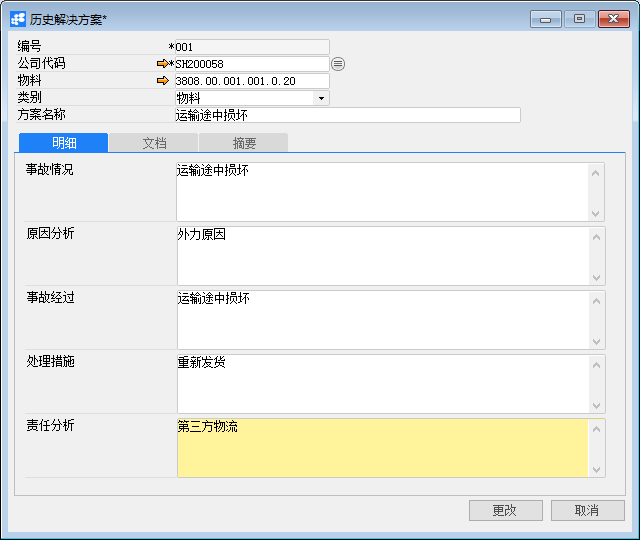 历史解决方案*
编号 *001
公司代码 *SH200058
物料 3808.00.001.001.0.20
类别 物料
方案名称 运输途中损坏
明细 文档 摘要
事故情况 运输途中损坏
原因分析 外力原因
事故经过 运输途中损坏
处理措施 重新发货
责任分析 第三方物流
更改 取消